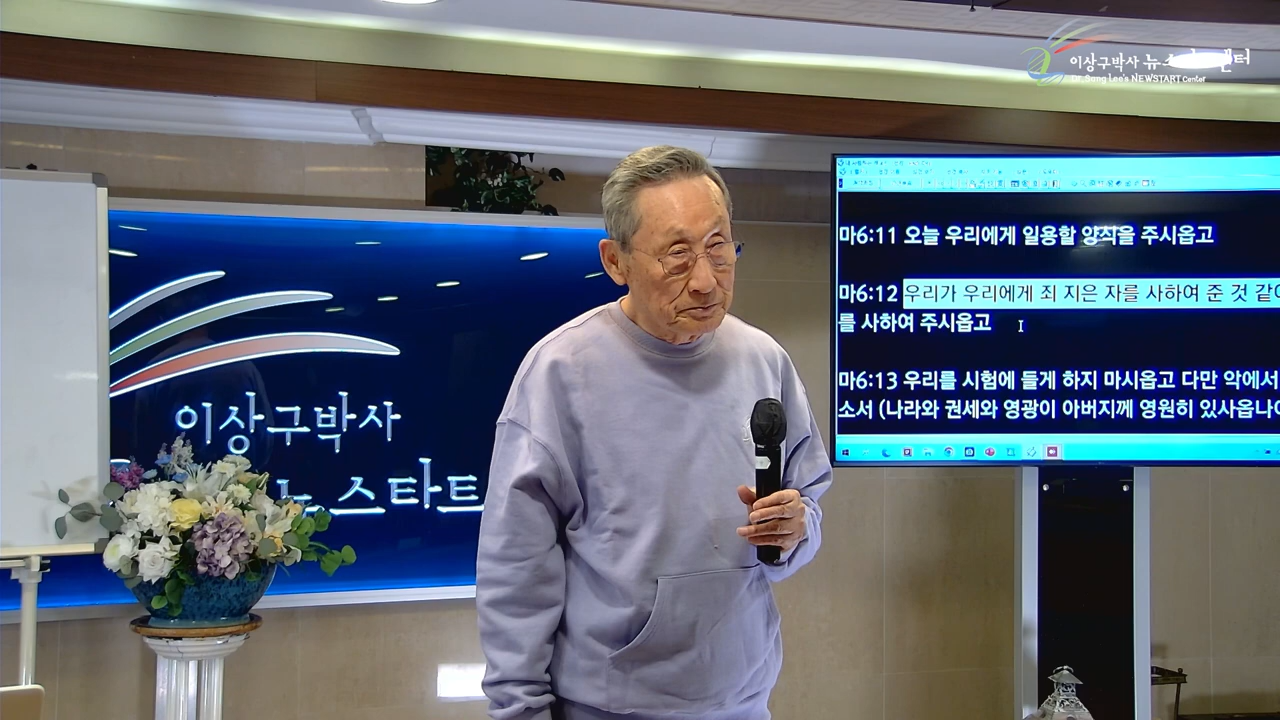 이상구박사 뉴스
Dr. Sang Lee's NEWSTART Center
마6:11 오늘 우리에게 일용할 양식을 주시옵고
마6:12 우리가 우리에게 죄 지은 자를 사하여 준 것 같이
를 사하여 주시옵고
마6:13 우리를 시험에 들게 하지 마시옵고 다만 악에서
소서 (나라와 권세와 영광이 아버지께 영원히 있사옵나이
이상구박사
뉴 스타트